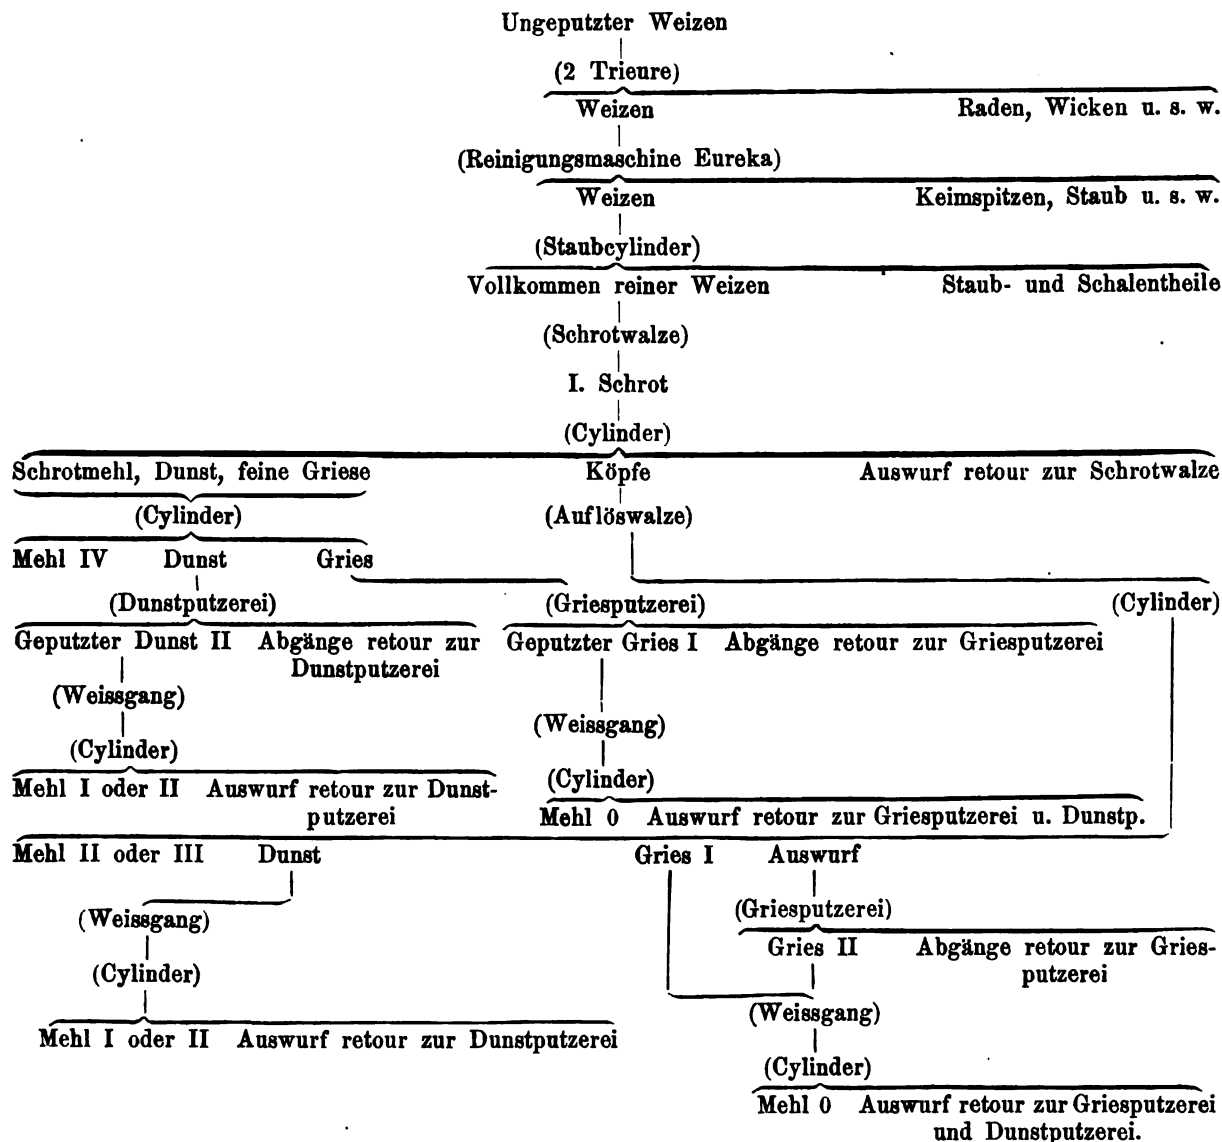 Ungeputzter Weizen
(2 Trieure)
Weizen Raden, Wicken u. s. w.
(Reinigungsmaschine Eureka)
Weizen Keimspitzen, Staub u. s. w.
(Staubcylinder)
Vollkommen reiner Weizen Staub- und Schalentheile
(Schrotwalze)
I. Schrot
(Cylinder)
Schrotmehl, Dunst, feine Griese Köpfe Auswurf retour zur Schrotwalze
(Cylinder) (Auflöswalze)
Mehl IV Dunst Gries
(Dunstputzerei) (Griesputzerei) (Cylinder)
Geputzter Dunst II Abgänge retour zur Geputzter Gries I Abgänge retour zur Griesputzerei
Dunstputzerei
(Weissgang)
(Weissgang)
(Cylinder)
(Cylinder)
Mehl I oder II Auswurf retour zur Dunst-
putzerei
Mehl 0 Auswurf retour zur Griesputzerei u. Dunstp.
Mehl II oder III Dunst Gries I Auswurf
(Weissgang) (Griesputzerei)
Gries II Abgänge retour zur Gries-
putzerei
(Cylinder)
(Weissgang)
Mehl I oder II Auswurf retour zur Dunstputzerei
(Cylinder)
Mehl 0 Auswurf retour zur Griesputzerei
und Dunstputzerei.